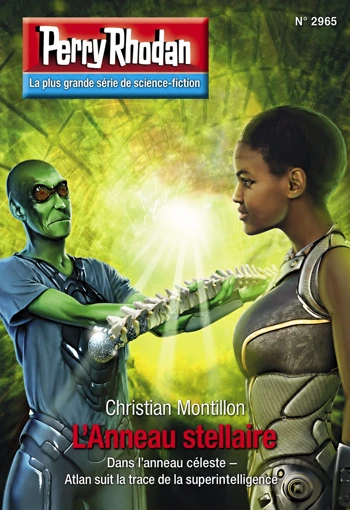 N° 2965
Perry Rhodan
La plus grande série de science-fiction
Christian Montillon
L'Anneau stellaire
Dans l'anneau céleste –
Atlan suit la trace de la superintelligence